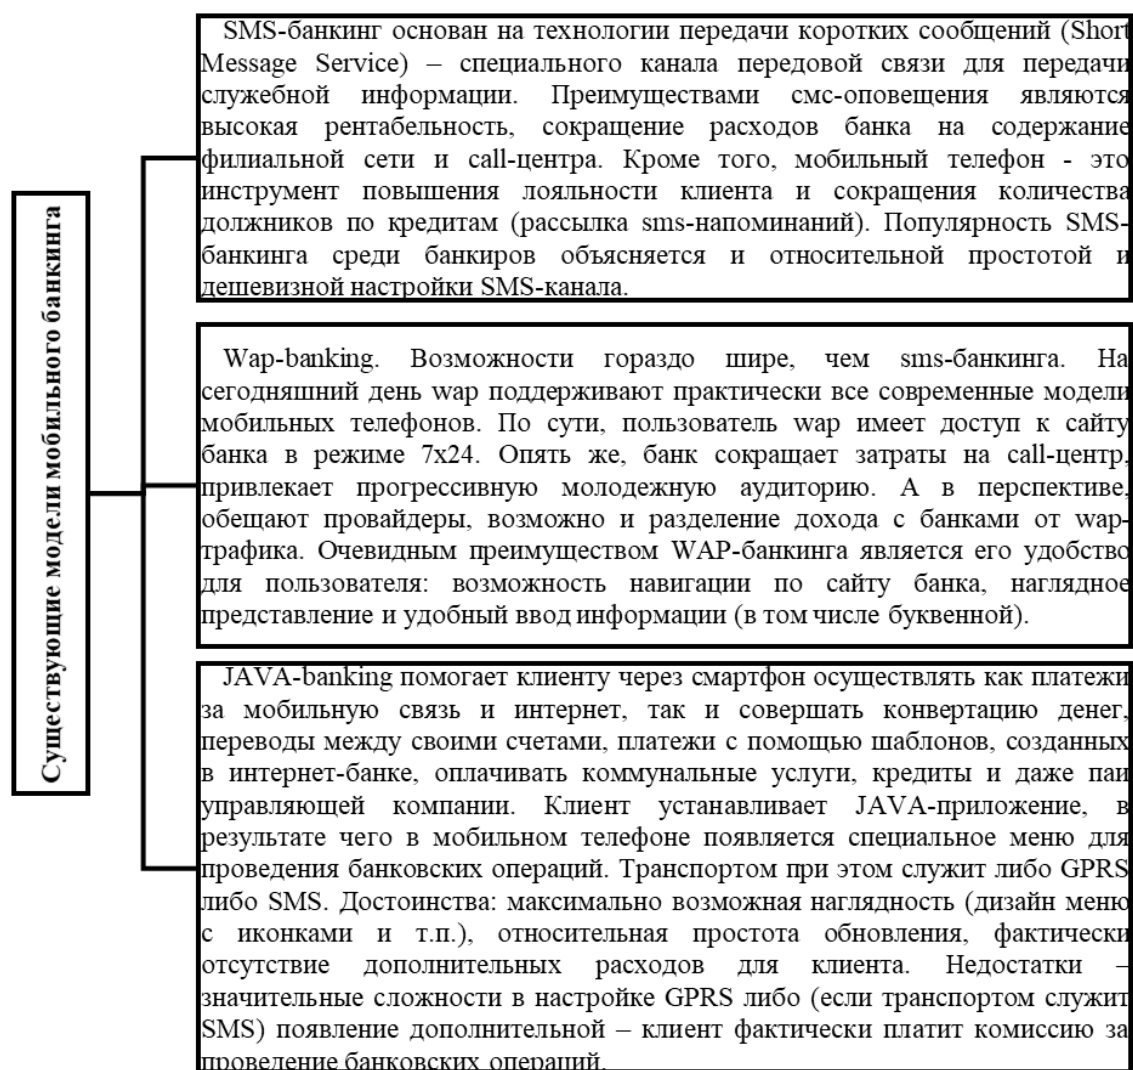 Существующие модели мобильного банкинга
SMS-банкинг основан на технологии передачи коротких сообщений (Short
Message Service) – специального канала передовой связи для передачи
служебной информации. Преимуществами смс-оповещения являются
высокая рентабельность, сокращение расходов банка на содержание
филиальной сети и call-центра. Кроме того, мобильный телефон - это
инструмент повышения лояльности клиента и сокращения количества
должников по кредитам (рассылка sms-напоминаний). Популярность SMS-
банкинга среди банкиров объясняется и относительной простотой и
дешевизной настройки SMS-канала.
Wap-banking. Возможности гораздо шире, чем sms-банкинга. На
сегодняшний день wap поддерживают практически все современные модели
мобильных телефонов. По сути, пользователь wap имеет доступ к сайту
банка в режиме 7x24. Опять же, банк сокращает затраты на call-центр,
привлекает прогрессивную молодежную аудиторию. А в перспективе,
обещают провайдеры, возможно и разделение дохода с банками от wap-
трафика. Очевидным преимуществом WAP-банкинга является его удобство
для пользователя: возможность навигации по сайту банка, наглядное
представление и удобный ввод информации (в том числе буквенной).
JAVA-banking помогает клиенту через смартфон осуществлять как платежи
за мобильную связь и интернет, так и совершать конвертацию денег,
переводы между своими счетами, платежи с помощью шаблонов, созданных
в интернет-банке, оплачивать коммунальные услуги, кредиты и даже паи
управляющей компании. Клиент устанавливает JAVA-приложение, в
результате чего в мобильном телефоне появляется специальное меню для
проведения банковских операций. Транспортом при этом служит либо GPRS
либо SMS. Достоинства: максимально возможная наглядность (дизайн меню
с иконками и т.п.), относительная простота обновления, фактически
отсутствие дополнительных расходов для клиента. Недостатки –
значительные сложности в настройке GPRS либо (если транспортом служит
SMS) появление дополнительной – клиент фактически платит комиссию за
проведение банковских операций.